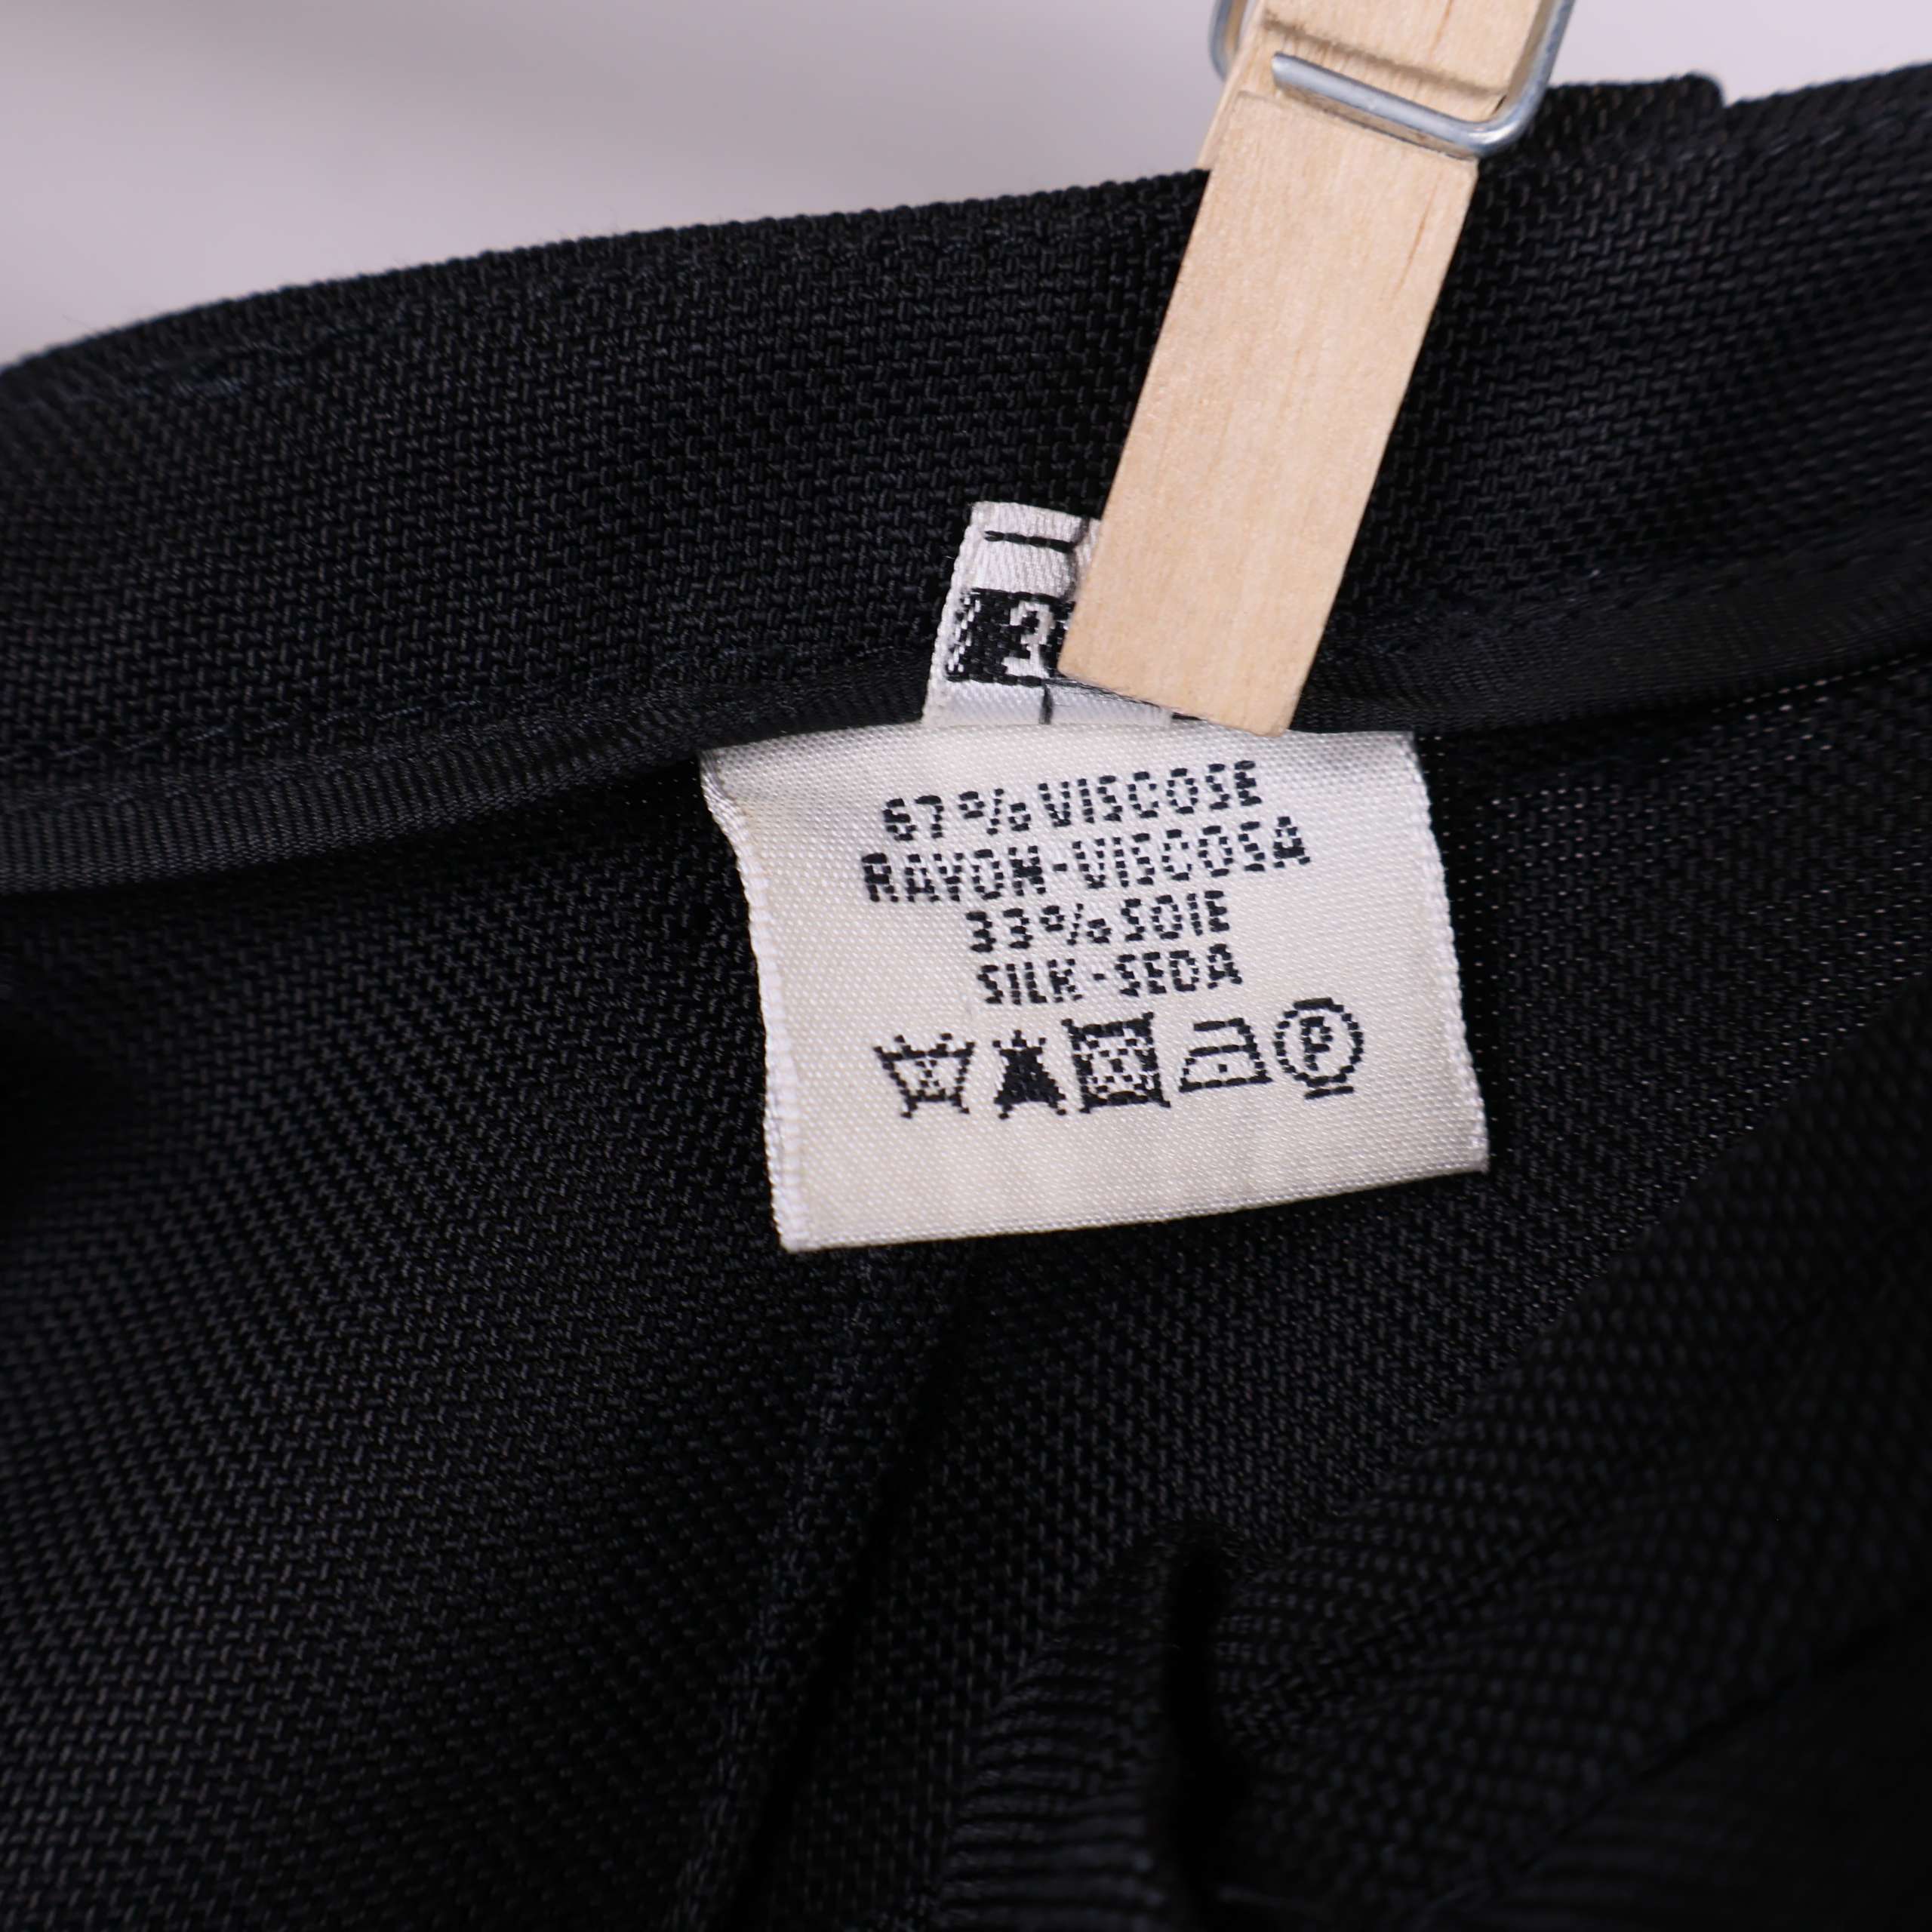 67% VISCOSE
RAYON-VISCOSA
33% SOIE
SILK-SEDA
P